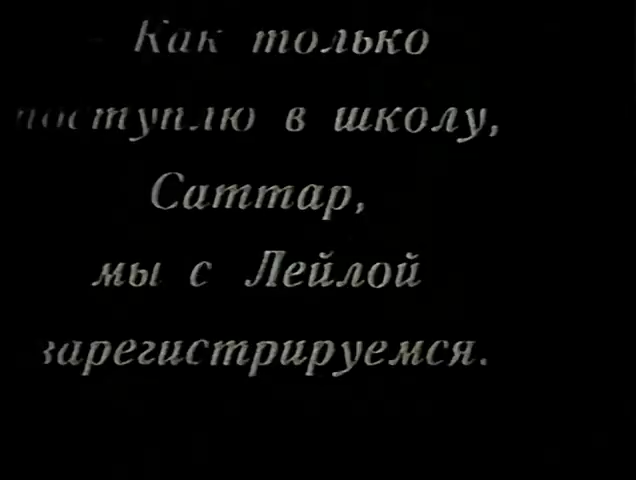 - Как только
поступлю в школу,
Саттар,
мы с Лейлой
зарегистрируемся.